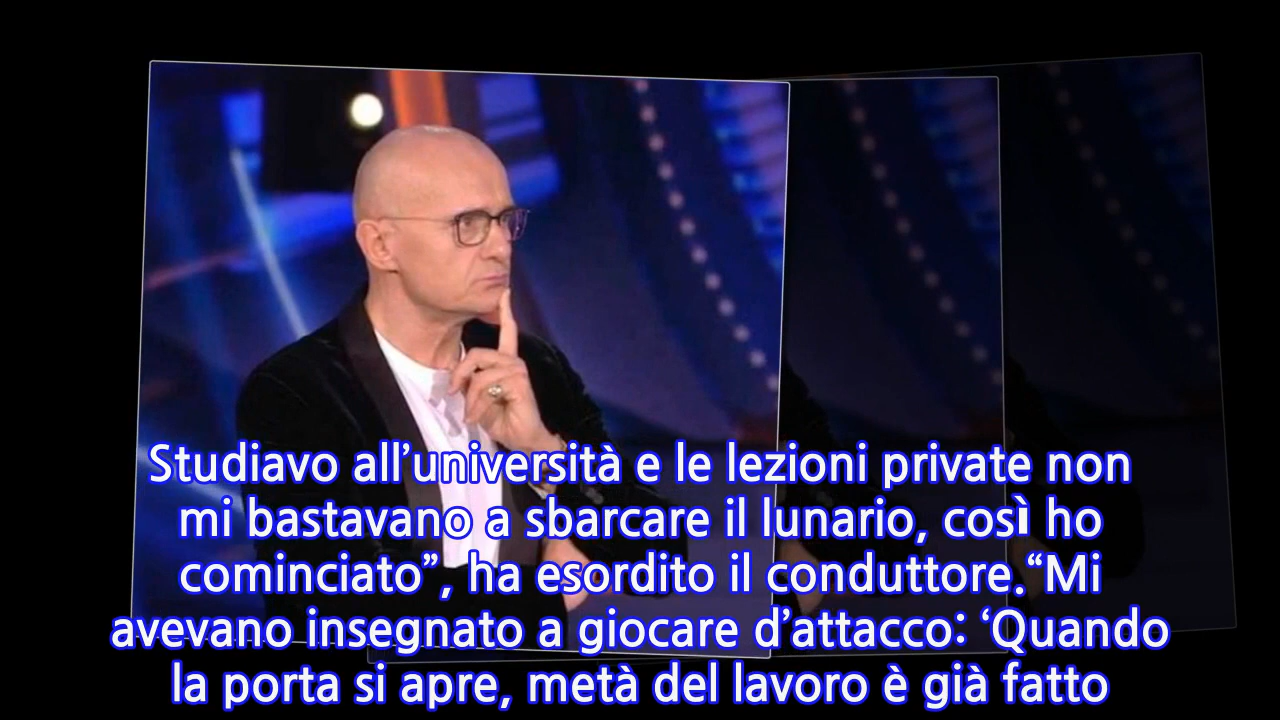 Studiavo all’università e le lezioni private non
mi bastavano a sbarcare il lunario, così ho
cominciato”, ha esordito il conduttore.“Mi
avevano insegnato a giocare d’attacco: ‘Quando
la porta si apre, metà del lavoro è già fatto